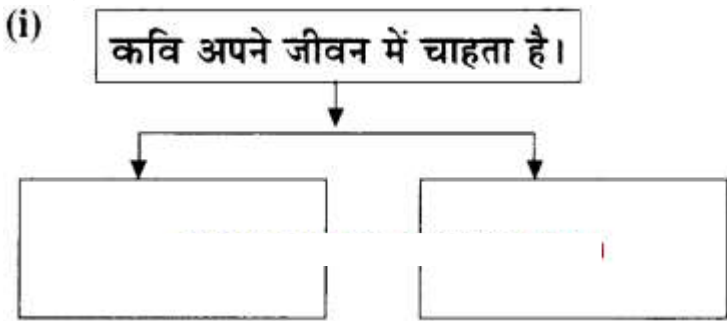 (i)
कवि अपने जीवन में चाहता है।